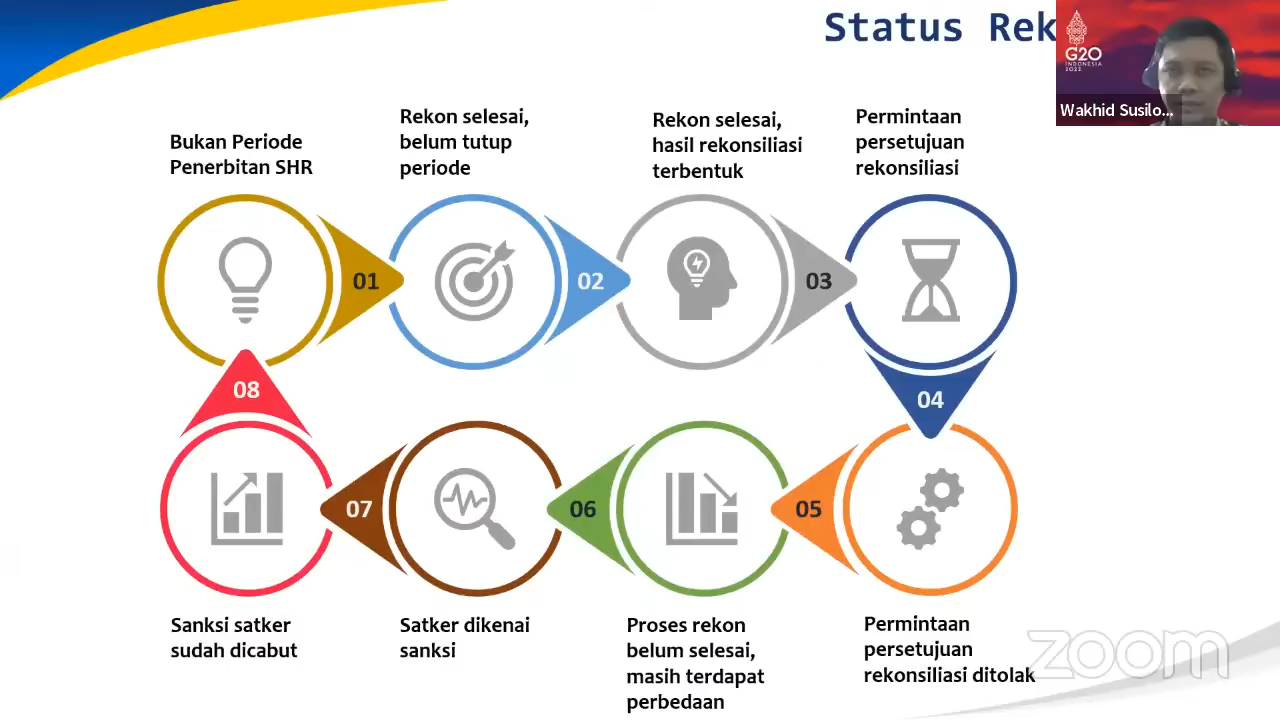 Status Rek
G20
INDONESIA
2022
Wakhid Susilo...
Bukan Periode
Penerbitan SHR
Rekon selesai,
belum tutup
periode
Rekon selesai,
hasil rekonsiliasi
terbentuk
Permintaan
persetujuan
rekonsiliasi
01
02
03
04
08
07
06
05
Sanksi satker
sudah dicabut
Satker dikenai
sanksi
Proses rekon
belum selesai,
masih terdapat
perbedaan
Permintaan
persetujuan
rekonsiliasi ditolak
zoom